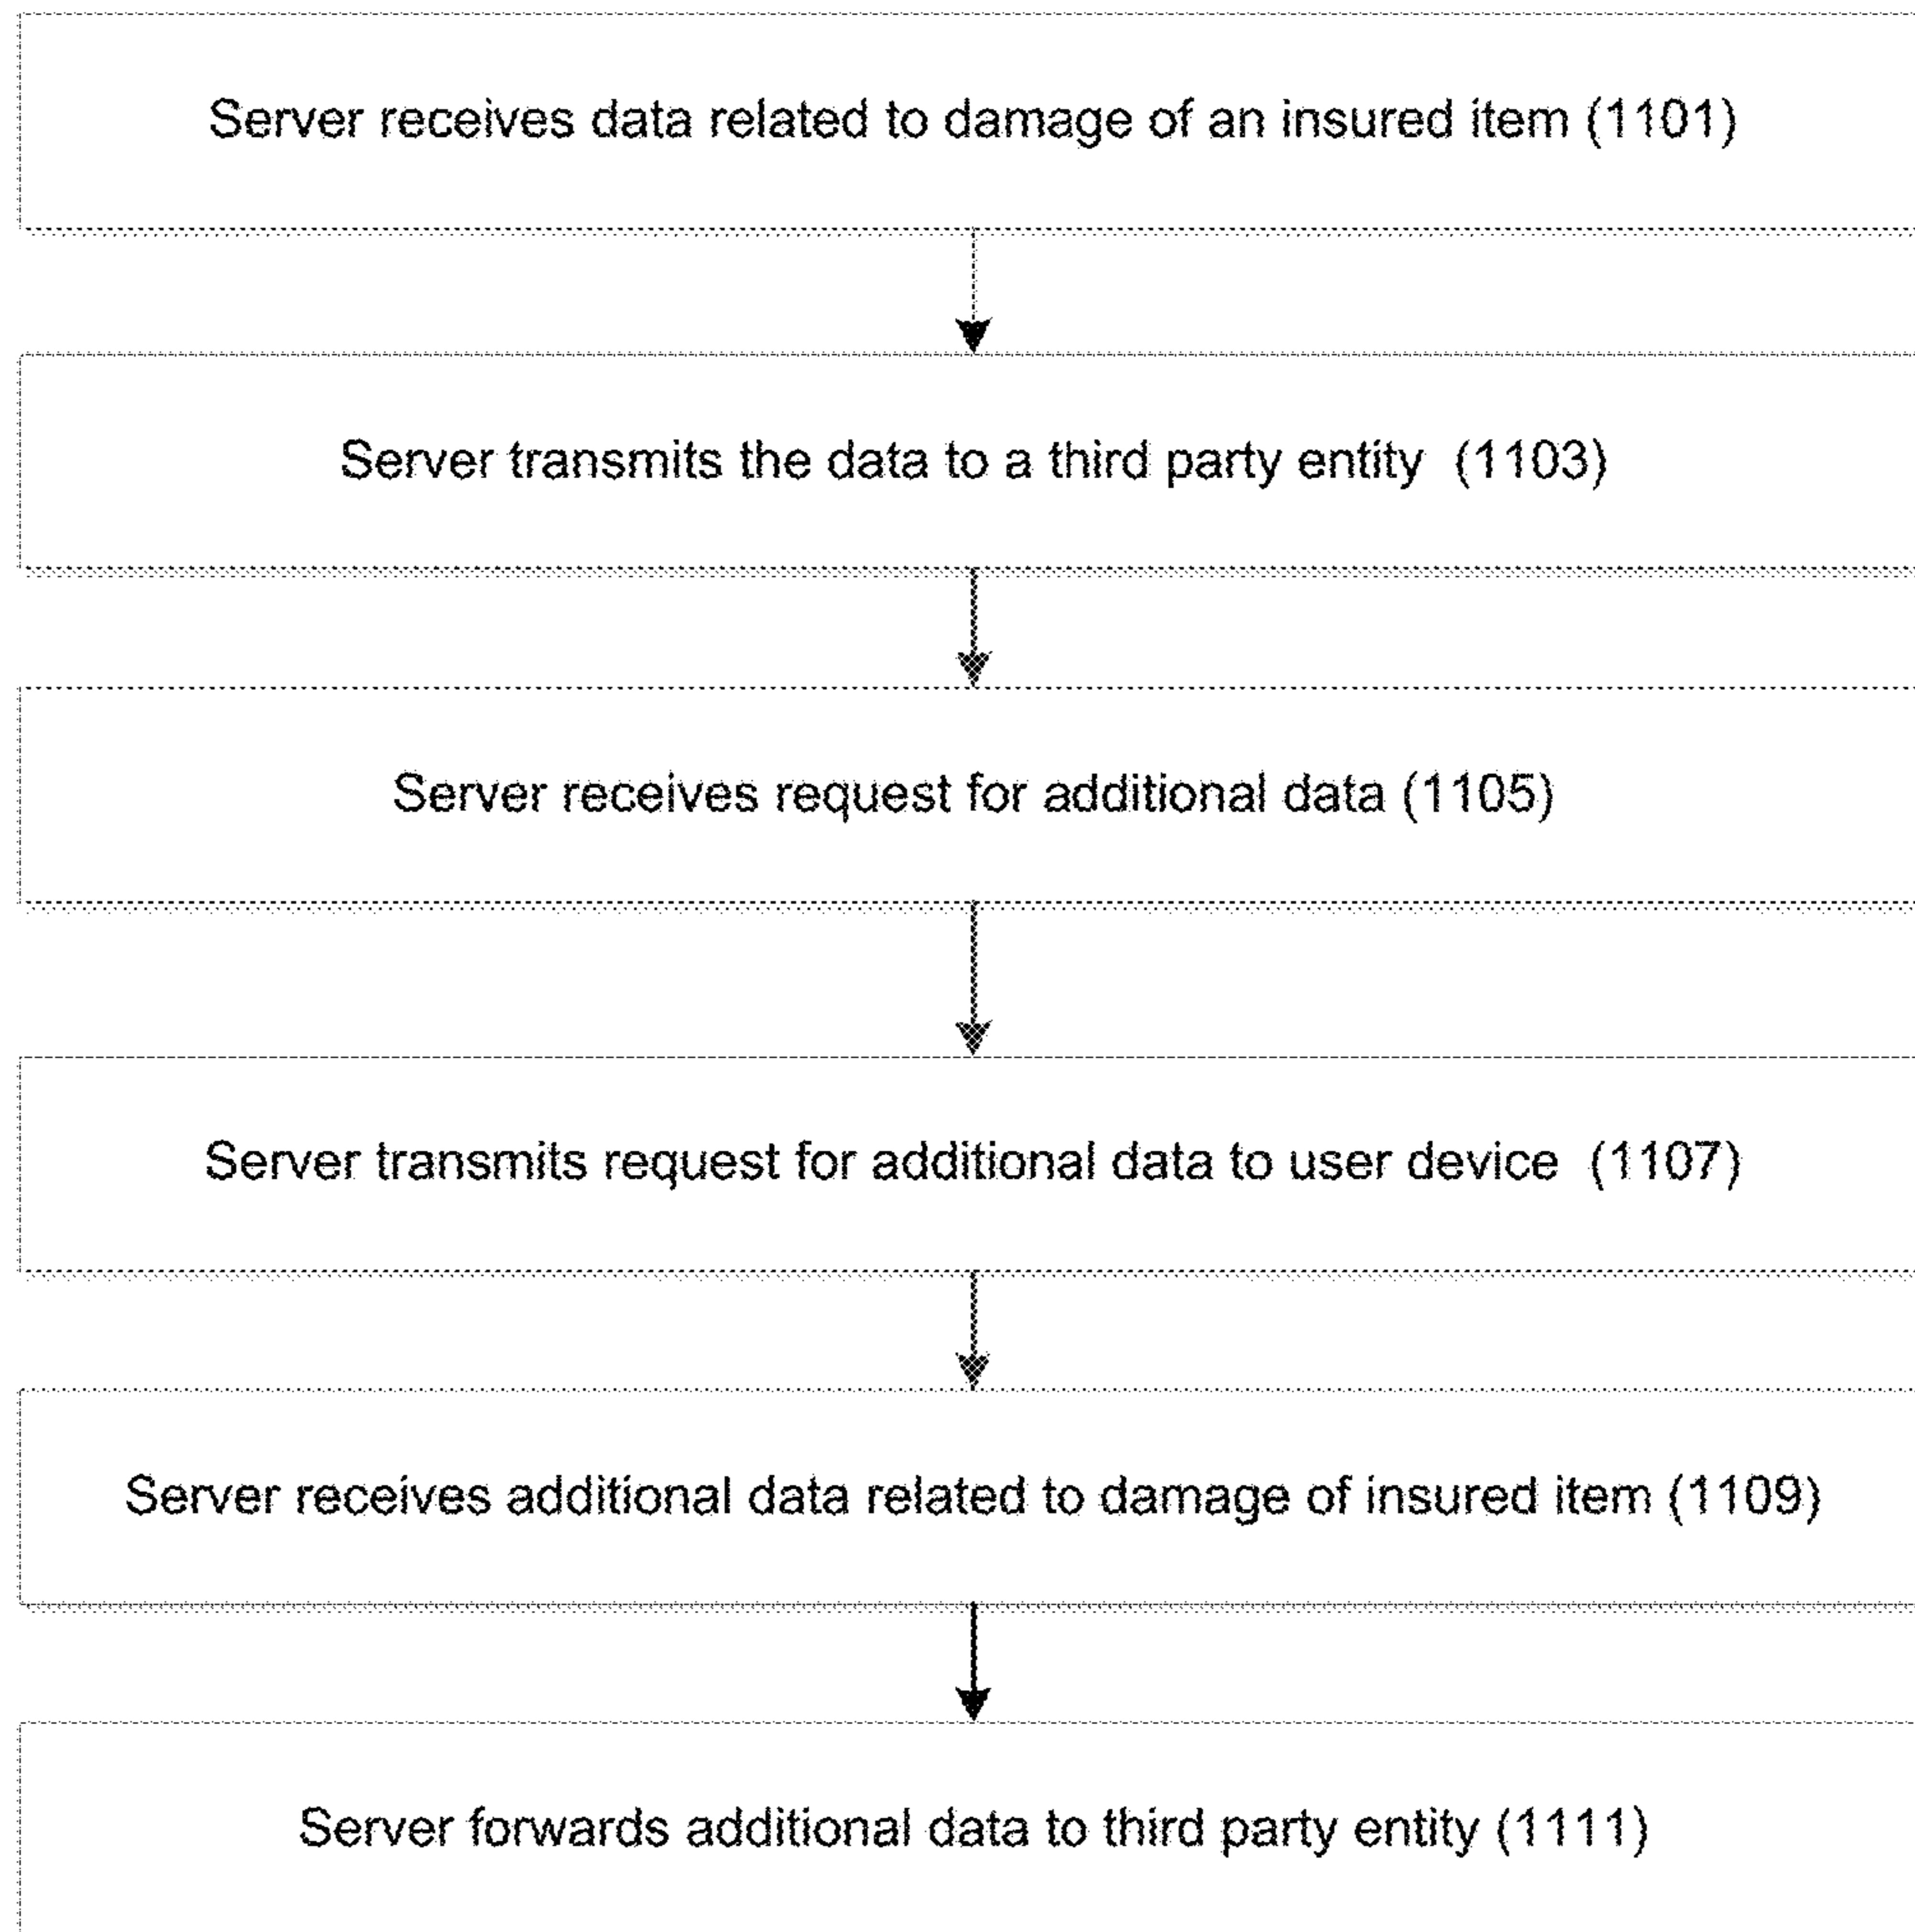 Server receives data related to damage of an insured item (1101)
Server transmits the data to a third party entity (1103)
Server receives request for additional data (1105)
Server transmits request for additional data to user device (1107)
Server receives additional data related to damage of insured item (1109)
Server forwards additional data to third party entity (1111)